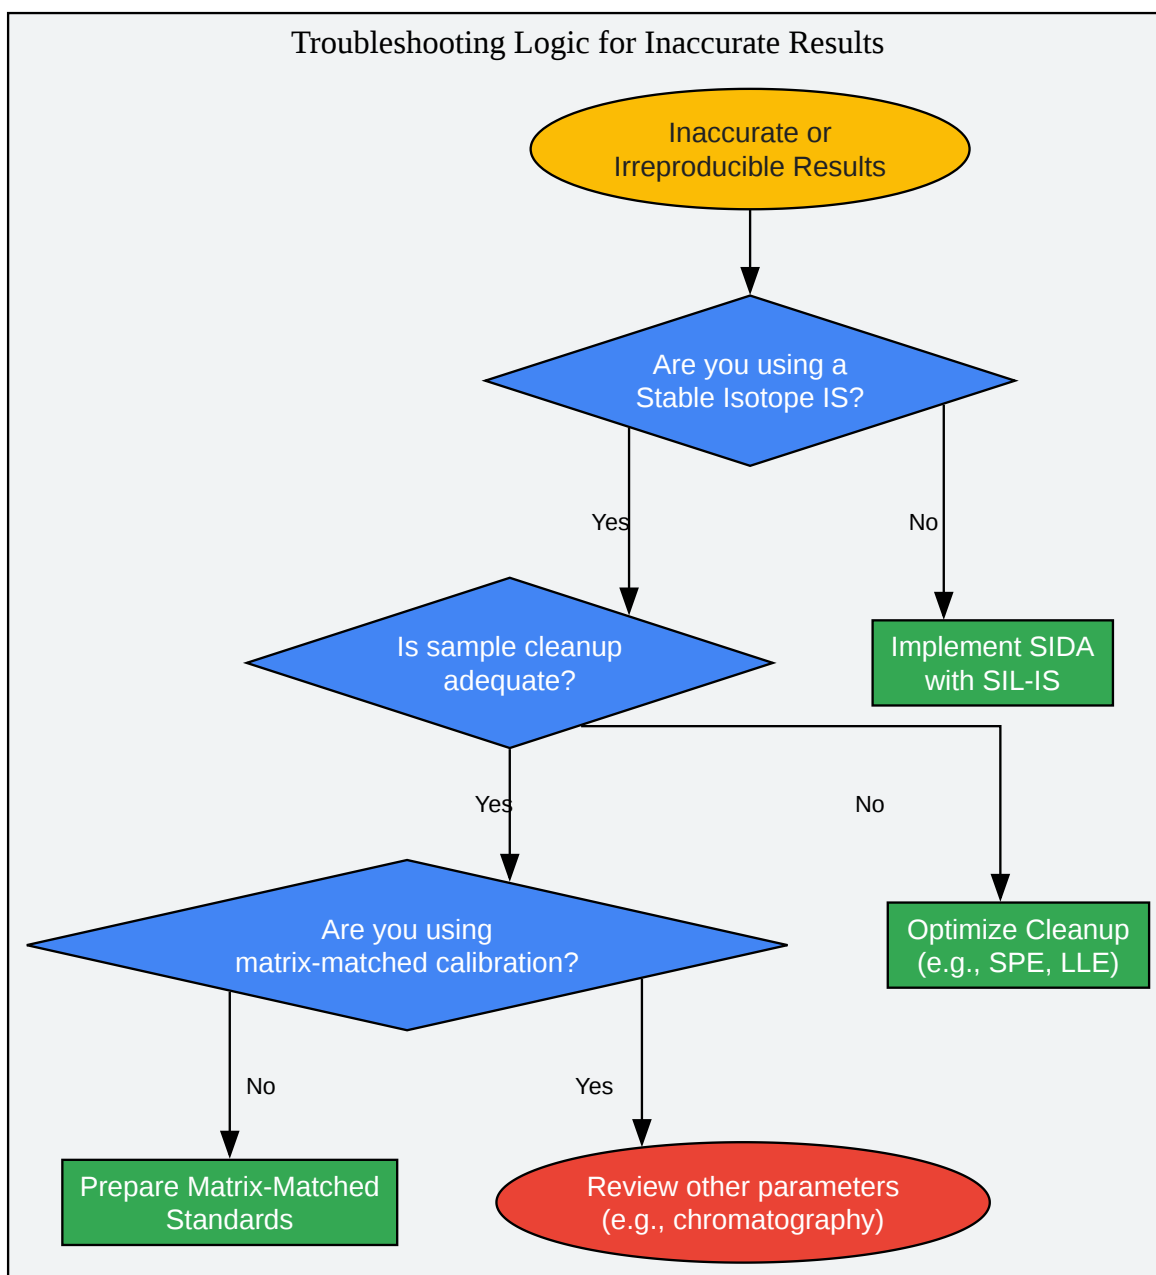 Troubleshooting Logic for Inaccurate Results
Inaccurate or
Irreproducible Results
Are you using a
Stable Isotope IS?
Yes
No
Is sample cleanup
adequate?
Implement SIDA
with SIL-IS
Yes
No
Are you using
matrix-matched calibration?
Optimize Cleanup
(e.g., SPE, LLE)
No
Yes
Prepare Matrix-Matched
Standards
Review other parameters
(e.g., chromatography)